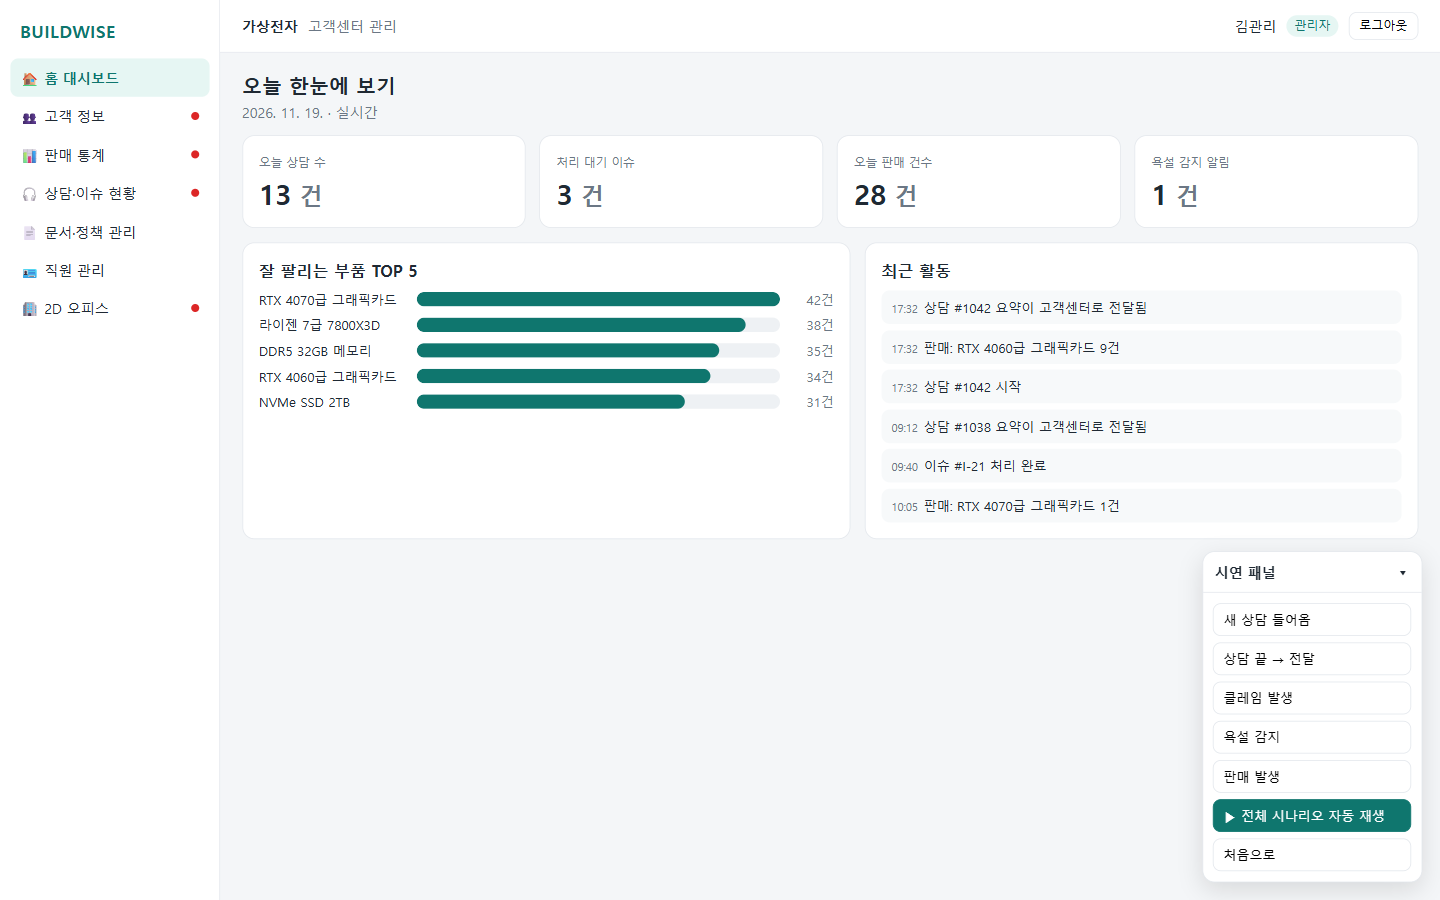 BUILDWISE
홈 대시보드
고객 정보
판매 통계
상담·이슈 현황
문서·정책 관리
직원 관리
2D 오피스
가상전자 고객센터 관리
김관리 관리자 로그아웃
오늘 한눈에 보기
2026. 11. 19. · 실시간
오늘 상담 수
13 건
처리 대기 이슈
3 건
오늘 판매 건수
28 건
욕설 감지 알림
1 건
잘 팔리는 부품 TOP 5
RTX 4070급 그래픽카드 42건
라이젠 7급 7800X3D 38건
DDR5 32GB 메모리 35건
RTX 4060급 그래픽카드 34건
NVMe SSD 2TB 31건
최근 활동
17:32 상담 #1042 요약이 고객센터로 전달됨
17:32 판매: RTX 4060급 그래픽카드 9건
17:32 상담 #1042 시작
09:12 상담 #1038 요약이 고객센터로 전달됨
09:40 이슈 #I-21 처리 완료
10:05 판매: RTX 4070급 그래픽카드 1건
시연 패널 ▼
새 상담 들어옴
상담 끝 → 전달
클레임 발생
욕설 감지
판매 발생
▶ 전체 시나리오 자동 재생
처음으로